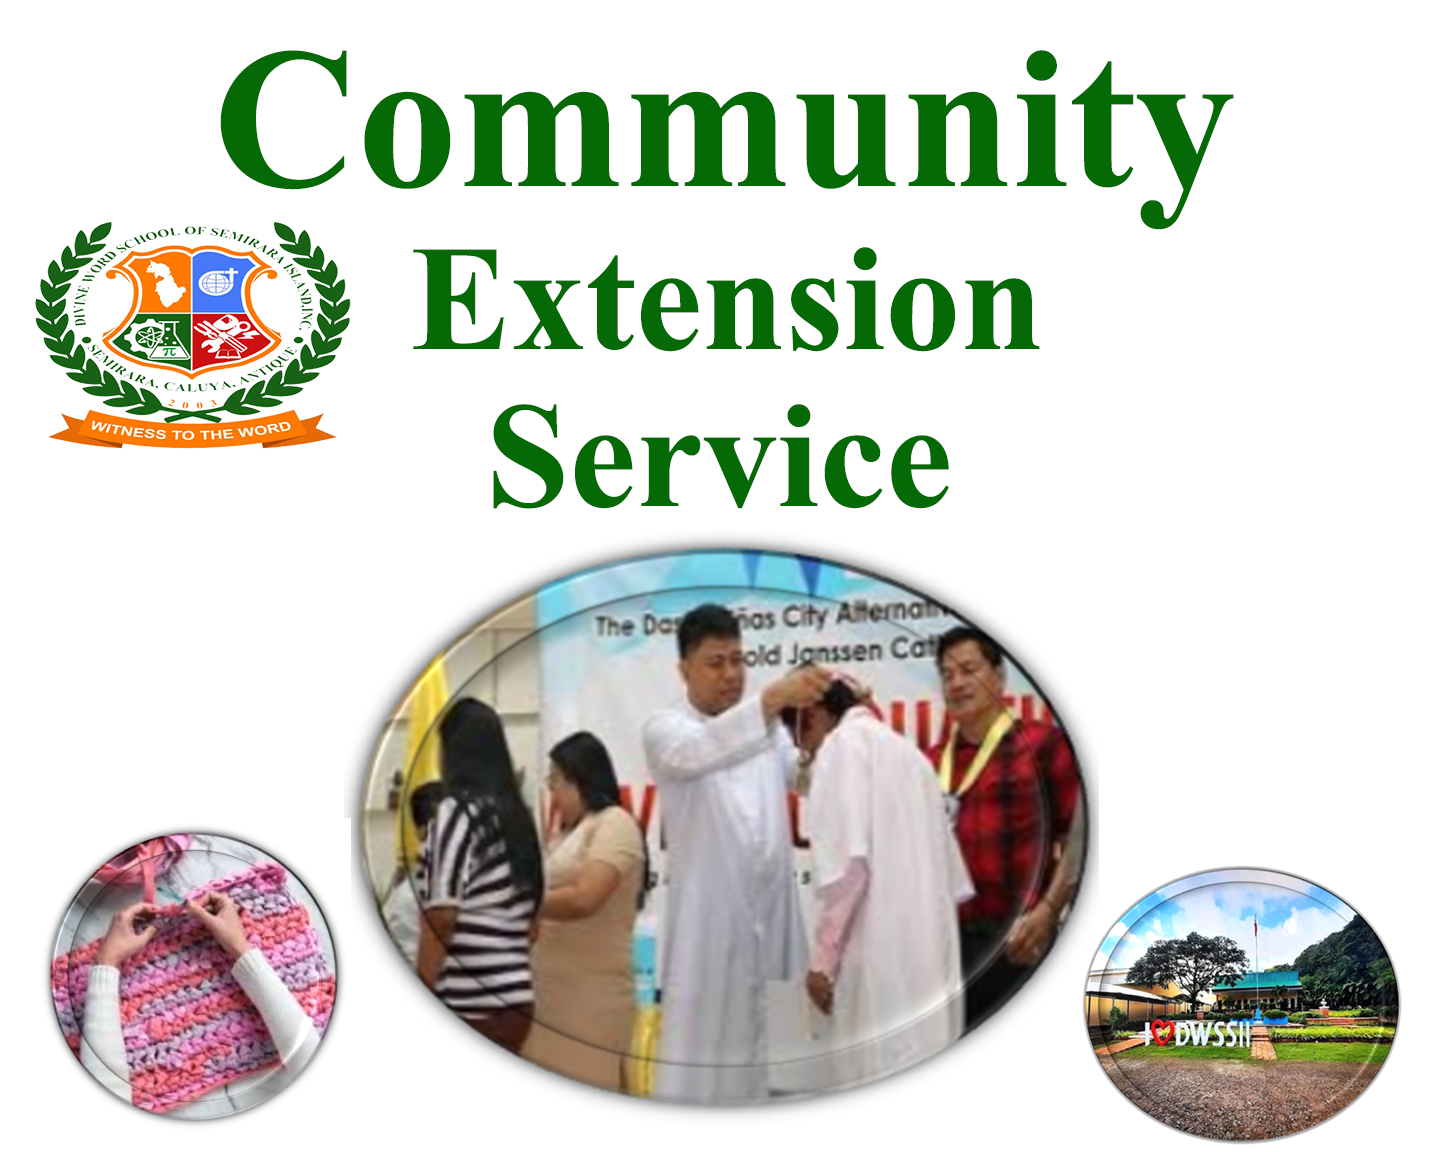 Community
Extension
Service
DIVINE WORD SCHOOL OF SEMIRARA ISLAND, INC
SEMIRARA, CALUYA, ANTIQUE
2003
π
WITNESS TO THE WORD
The Das ñas City Alternativ
old Janssen Cat
I DWSSII